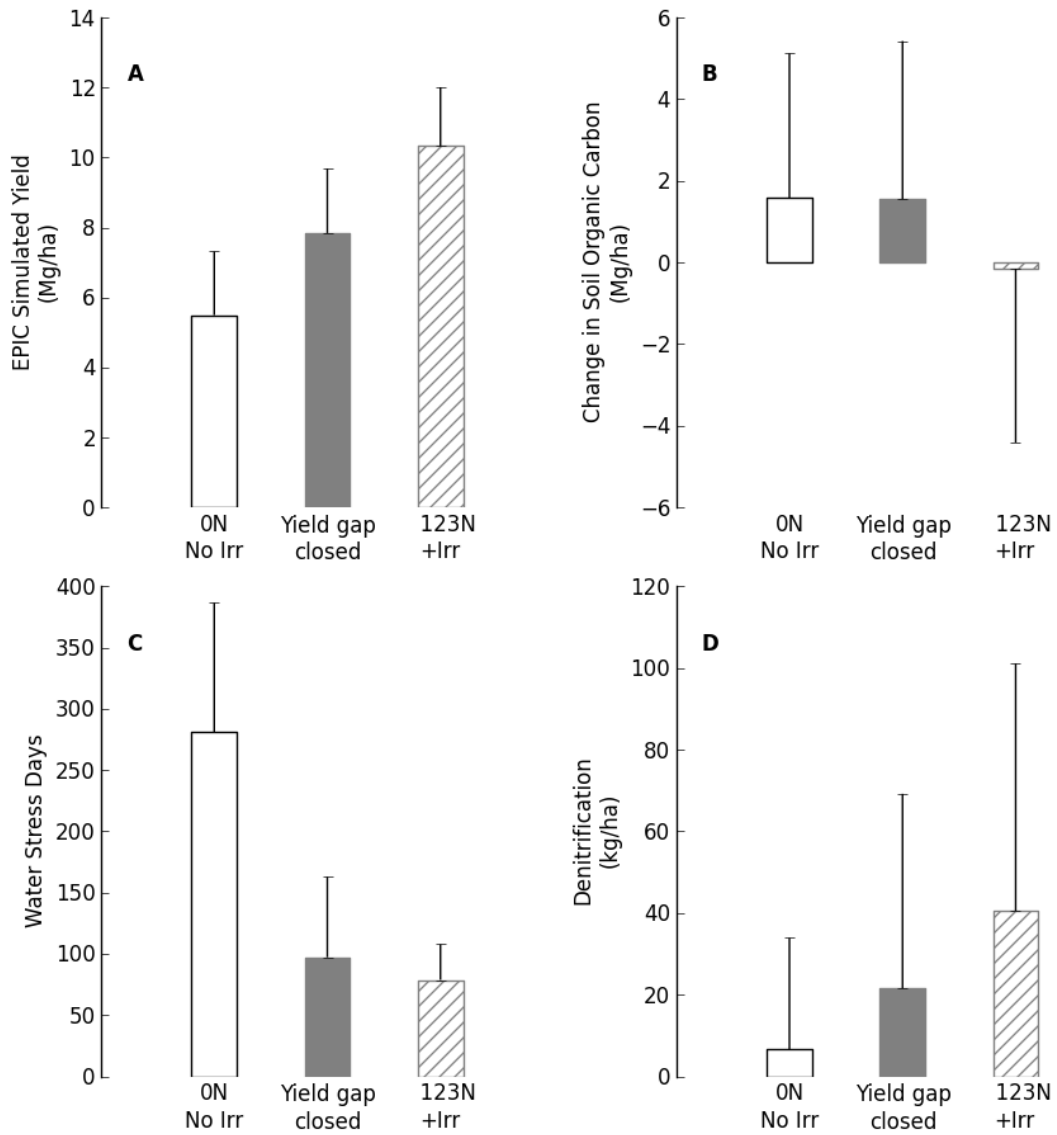 A
EPIC Simulated Yield
(Mg/ha)
14
12
10
8
6
4
2
0
0N
No Irr
Yield gap
closed
123N
+Irr
B
Change in Soil Organic Carbon
(Mg/ha)
6
4
2
0
−2
−4
−6
0N
No Irr
Yield gap
closed
123N
+Irr
C
Water Stress Days
400
350
300
250
200
150
100
50
0
0N
No Irr
Yield gap
closed
123N
+Irr
D
Denitrification
(kg/ha)
120
100
80
60
40
20
0
0N
No Irr
Yield gap
closed
123N
+Irr